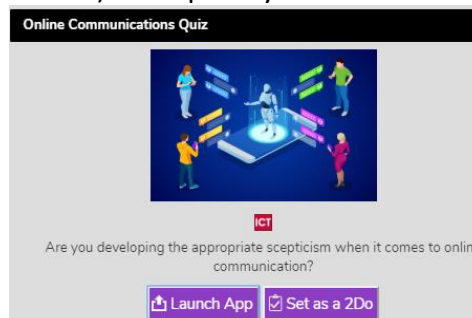 Online Communications Quiz
ICT
Are you developing the appropriate scepticism when it comes to
communication?
Launch App
Set as a 2Do